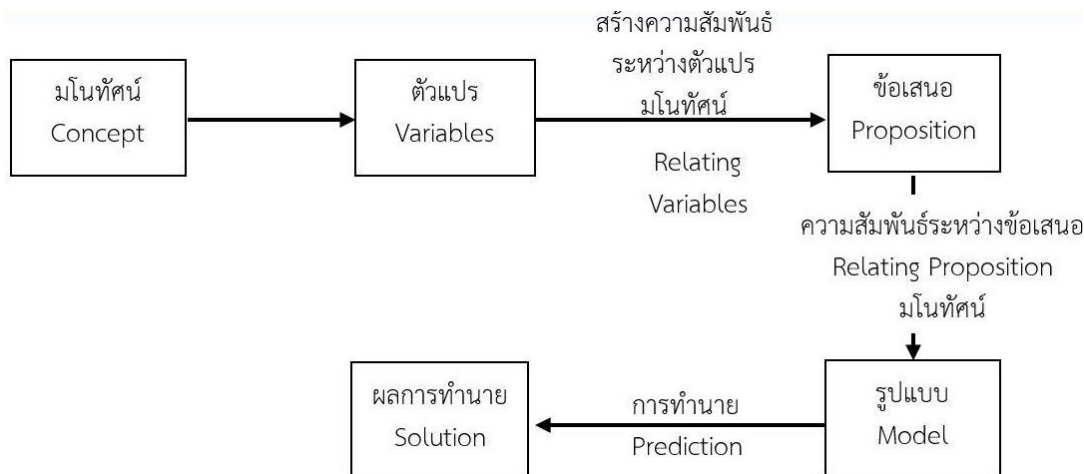 มโนทัศน์
Concept
ตัวแปร
Variables
สร้างความสัมพันธ์
ระหว่างตัวแปร
มโนทัศน์
Relating
Variables
ข้อเสนอ
Proposition
ความสัมพันธ์ระหว่างข้อเสนอ
Relating Proposition
มโนทัศน์
รูปแบบ
Model
การทำนาย
Prediction
ผลการทำนาย
Solution